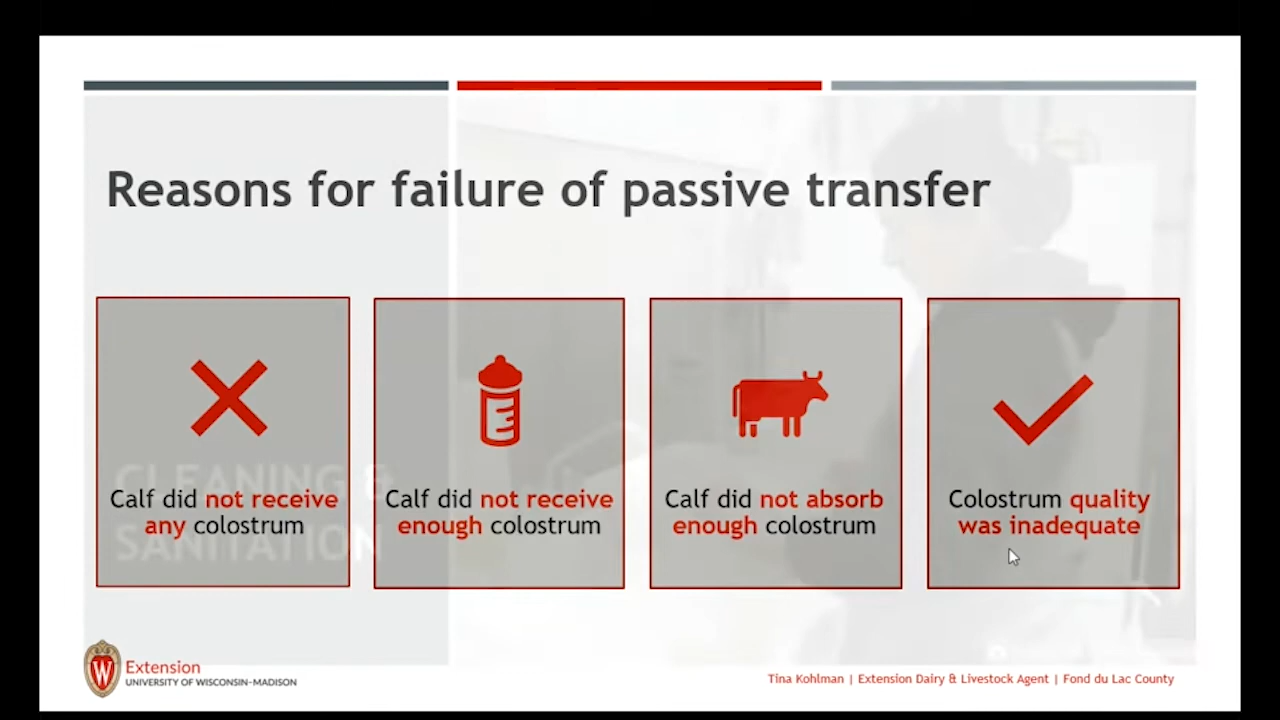 Reasons for failure of passive transfer
CLEANING &
SANITATION
Calf did not receive
any colostrum
Calf did not receive
enough colostrum
Calf did not absorb
enough colostrum
Colostrum quality
was inadequate
W
Extension
UNIVERSITY OF WISCONSIN-MADISON
Tina Kohlman | Extension Dairy & Livestock Agent | Fond du Lac County